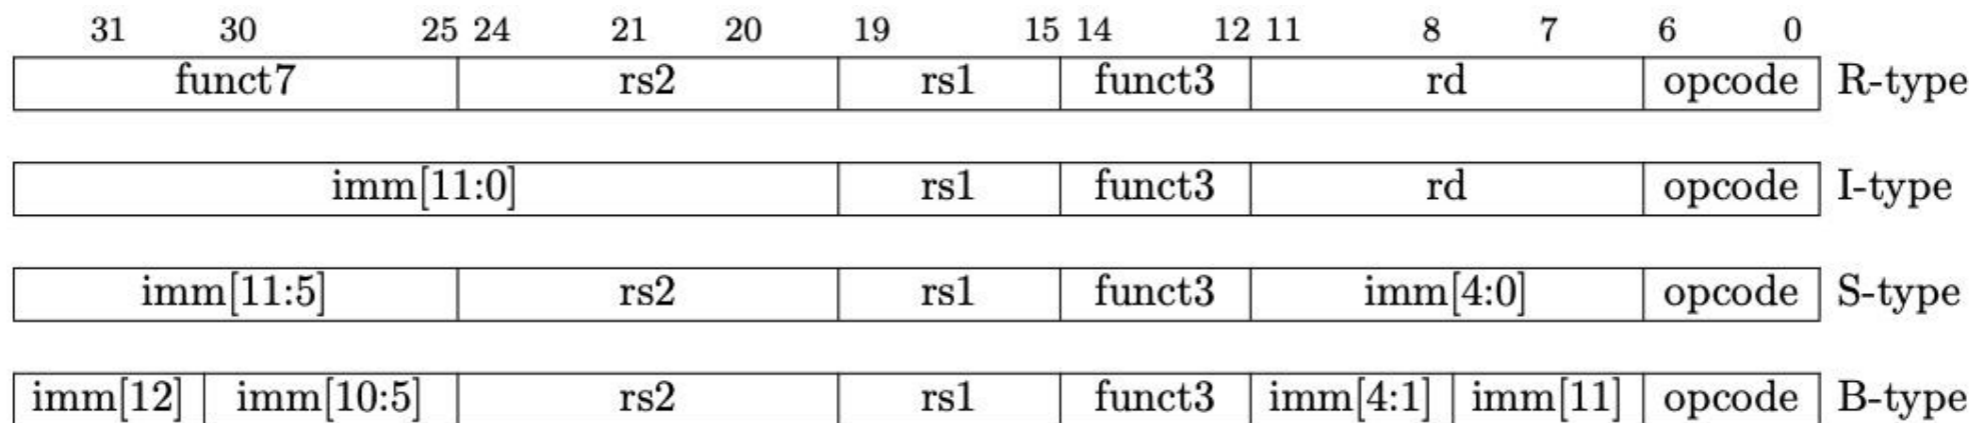 31 30 25 24 21 20 19 15 14 12 11 8 7 6 0
funct7 rs2 rs1 funct3 rd opcode R-type
imm[11:0] rs1 funct3 rd opcode I-type
imm[11:5] rs2 rs1 funct3 imm[4:0] opcode S-type
imm[12] imm[10:5] rs2 rs1 funct3 imm[4:1] imm[11] opcode B-type